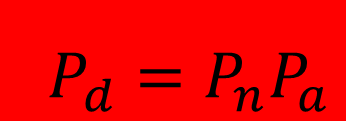 P_d = P_n P_a